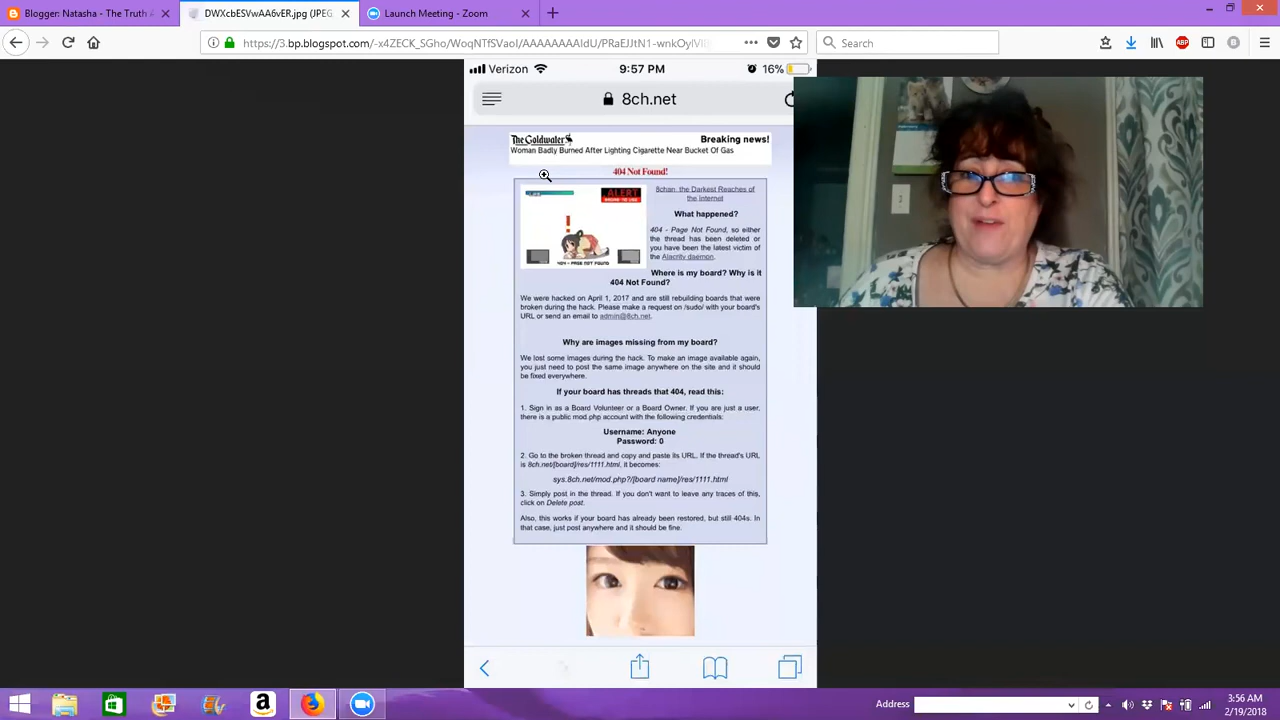 Blogger: Natasha - The Truth A
DWXcbESVwAA6vER.jpg (JPEG
Launch Meeting - Zoom
https://3.bp.blogspot.com/-x4ZECK_SGho/WoqNTfSVaoI/AAAAAAAAIdU/PRaEJJtN1-wnkOyIV
Search
ABP
Verizon
9:57 PM
16%
8ch.net
The Goldwater
Breaking news!
Woman Badly Burned After Lighting Cigarette Near Bucket Of Gas
404 Not Found!
ALERT
404 - PAGE NOT FOUND
8chan, the Darkest Reaches of
the Internet
What happened?
404 - Page Not Found, so either
the thread has been deleted or
you have been the latest victim of
the Alacrity daemon.
Where is my board? Why is it
404 Not Found?
We were hacked on April 1, 2017 and are still rebuilding boards that were
broken during the hack. Please make a request on /sudo/ with your board's
URL or send an email to admin@8ch.net.
Why are images missing from my board?
We lost some images during the hack. To make an image available again,
you just need to post the same image anywhere on the site and it should
be fixed everywhere.
If your board has threads that 404, read this:
1. Sign in as a Board Volunteer or a Board Owner. If you are just a user,
there is a public mod.php account with the following credentials:
Username: Anyone
Password: 0
2. Go to the broken thread and copy and paste its URL. If the thread's URL
is 8ch.net/[board]/res/1111.html, it becomes:
sys.8ch.net/mod.php?/[board name]/res/1111.html
3. Simply post in the thread. If you don't want to leave any traces of this,
click on Delete post.
Also, this works if your board has already been restored, but still 404s. In
that case, just post anywhere and it should be fine.
Address
3:56 AM
2/19/2018